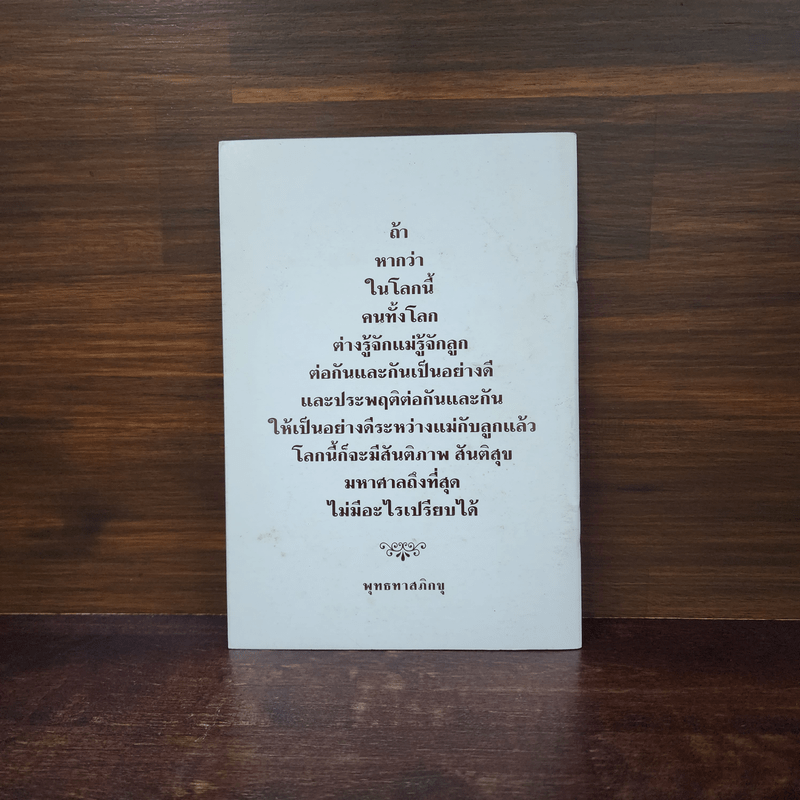 ถ้า
หากว่า
ในโลกนี้
คนทั้งโลก
ต่างรู้จักแม่รู้จักลูก
ต่อกันและกันเป็นอย่างดี
และประพฤติต่อกันและกัน
ให้เป็นอย่างดีระหว่างแม่กับลูกแล้ว
โลกนี้ก็จะมีสันติภาพ สันติสุข
มหาศาลถึงที่สุด
ไม่มีอะไรเปรียบได้
พุทธทาสภิกขุ